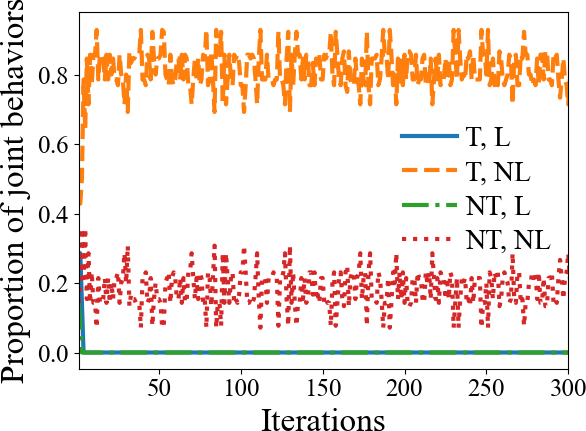 Proportion of joint behaviors
0.8
0.6
0.4
0.2
0.0
T, L
T, NL
NT, L
NT, NL
50
100
150
200
250
300
Iterations